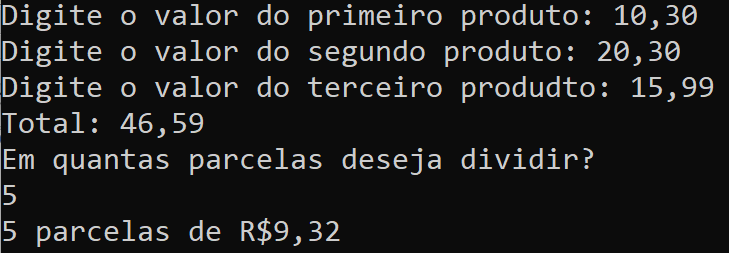 Digite o valor do primeiro produto: 10,30
Digite o valor do segundo produto: 20,30
Digite o valor do terceiro produdto: 15,99
Total: 46,59
Em quantas parcelas deseja dividir?
5
5 parcelas de R$9,32